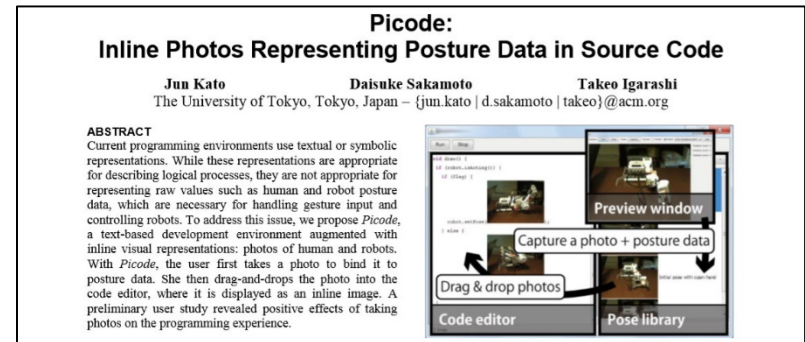 Picode:
Inline Photos Representing Posture Data in Source Code
Jun Kato Daisuke Sakamoto Takeo Igarashi
The University of Tokyo, Tokyo, Japan – {jun.kato | d.sakamoto | takeo}@acm.org
ABSTRACT
Current programming environments use textual or symbolic
representations. While these representations are appropriate
for describing logical processes, they are not appropriate for
representing raw values such as human and robot posture
data, which are necessary for handling gesture input and
controlling robots. To address this issue, we propose Picode,
a text-based development environment augmented with
inline visual representations: photos of human and robots.
With Picode, the user first takes a photo to bind it to
posture data. She then drag-and-drops the photo into the
code editor, where it is displayed as an inline image. A
preliminary user study revealed positive effects of taking
photos on the programming experience.
Run Stop
void draw() {
if (flag) {
} else {
Preview window
Capture a photo + posture data
Drag & drop photos
Code editor
Pose library